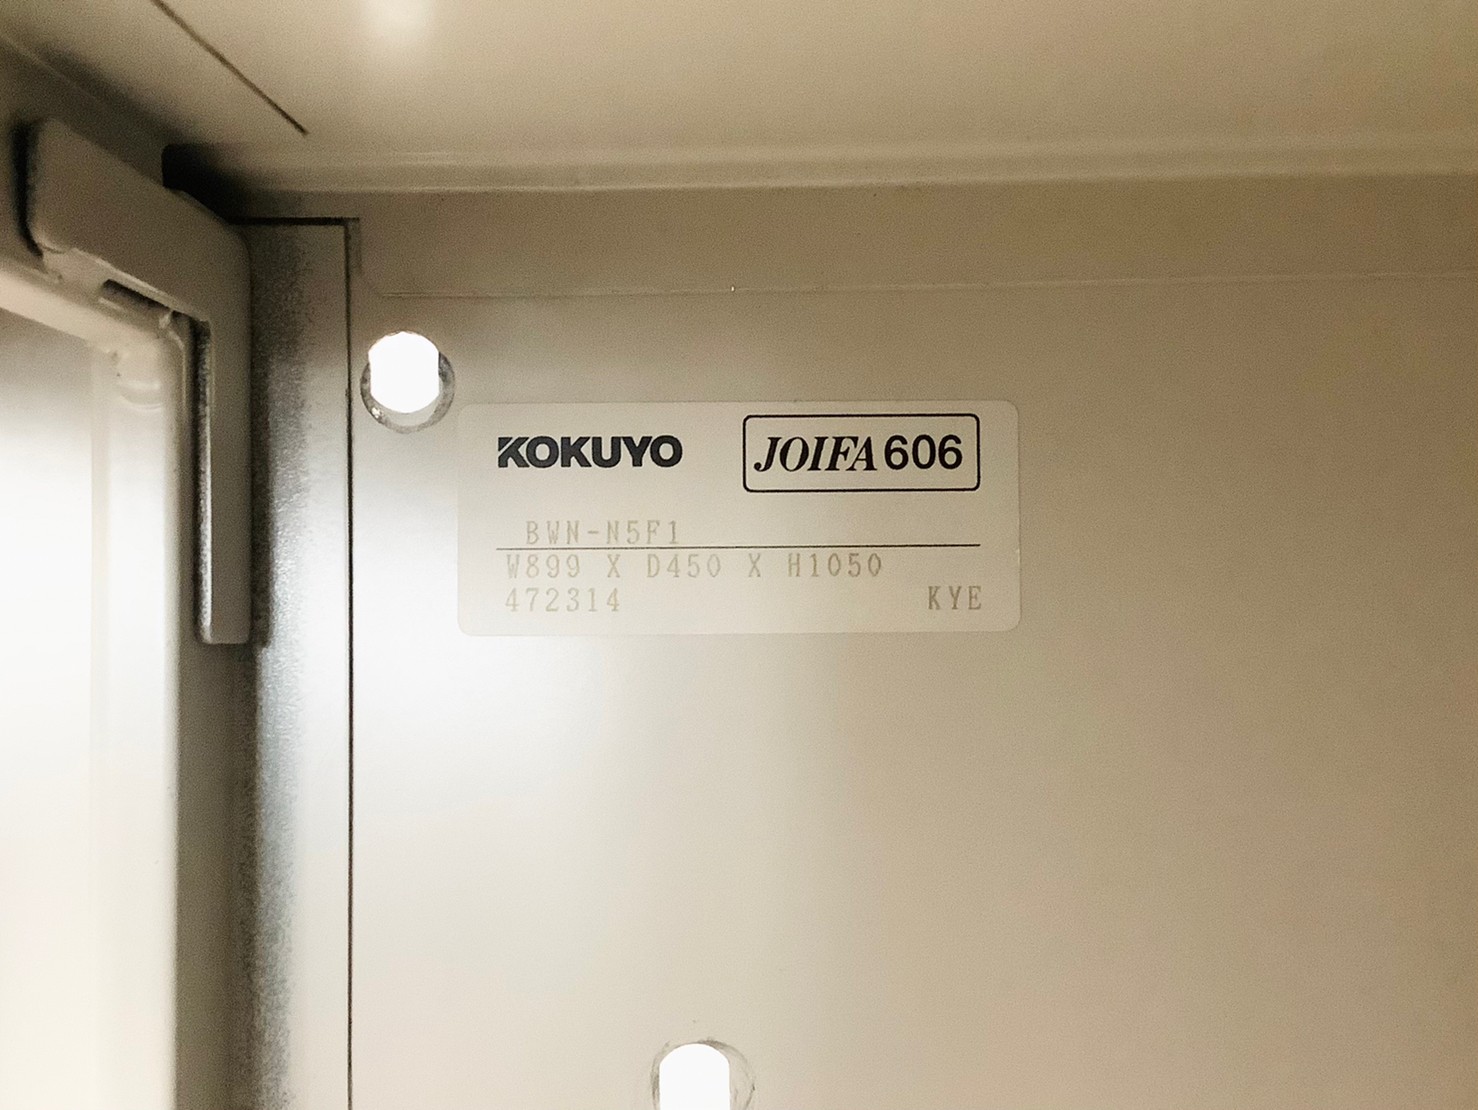 KOKUYO JOIFA 606
BWN-N5F1
W899 X D450 X H1050
472314 KYE